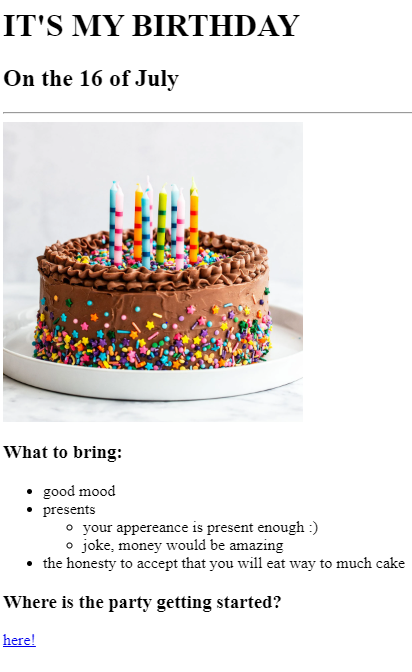 IT'S MY BIRTHDAY
On the 16 of July
What to bring:
good mood
presents
your appereance is present enough :)
joke, money would be amazing
the honesty to accept that you will eat way to much cake
Where is the party getting started?
here!